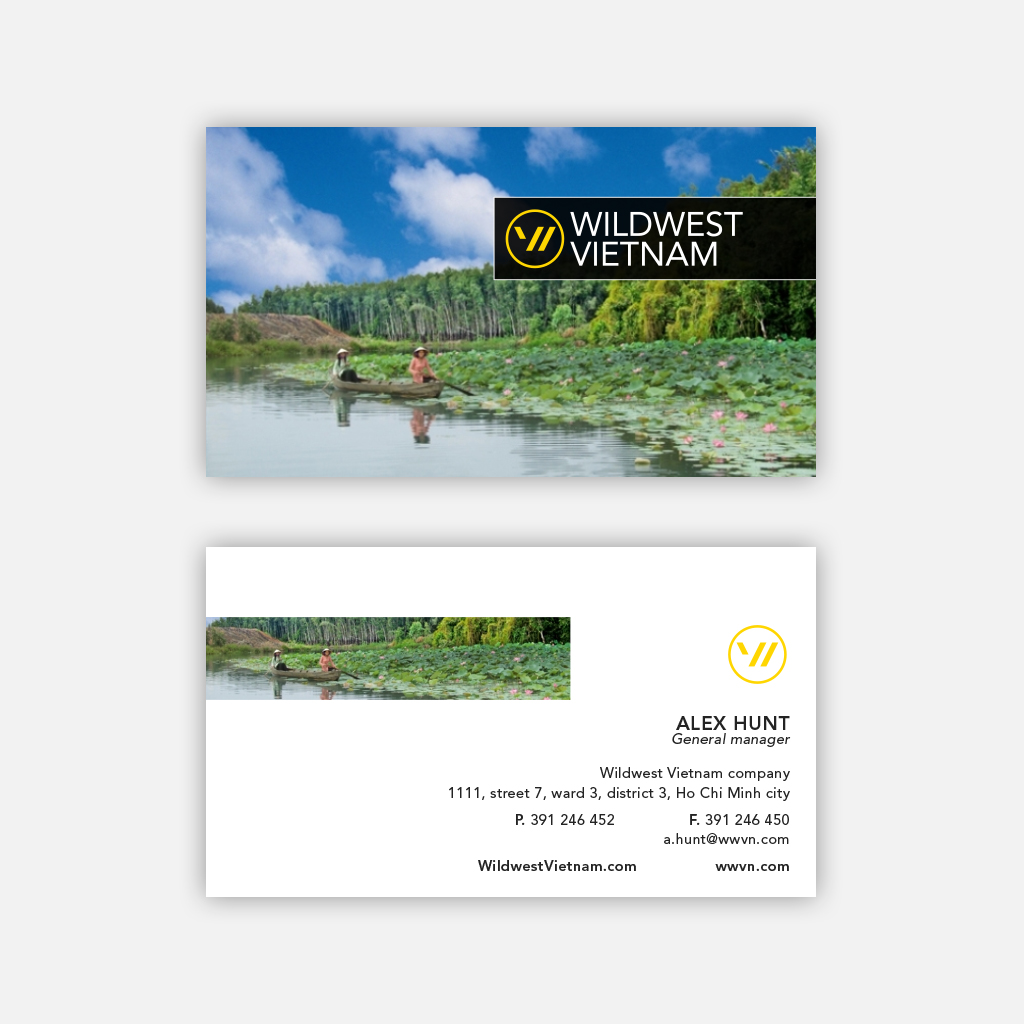 WILDWEST
VIETNAM
ALEX HUNT
General manager
Wildwest Vietnam company
1111, street 7, ward 3, district 3, Ho Chi Minh city
P. 391 246 452 F. 391 246 450
a.hunt@wwvn.com
WildwestVietnam.com wwvn.com